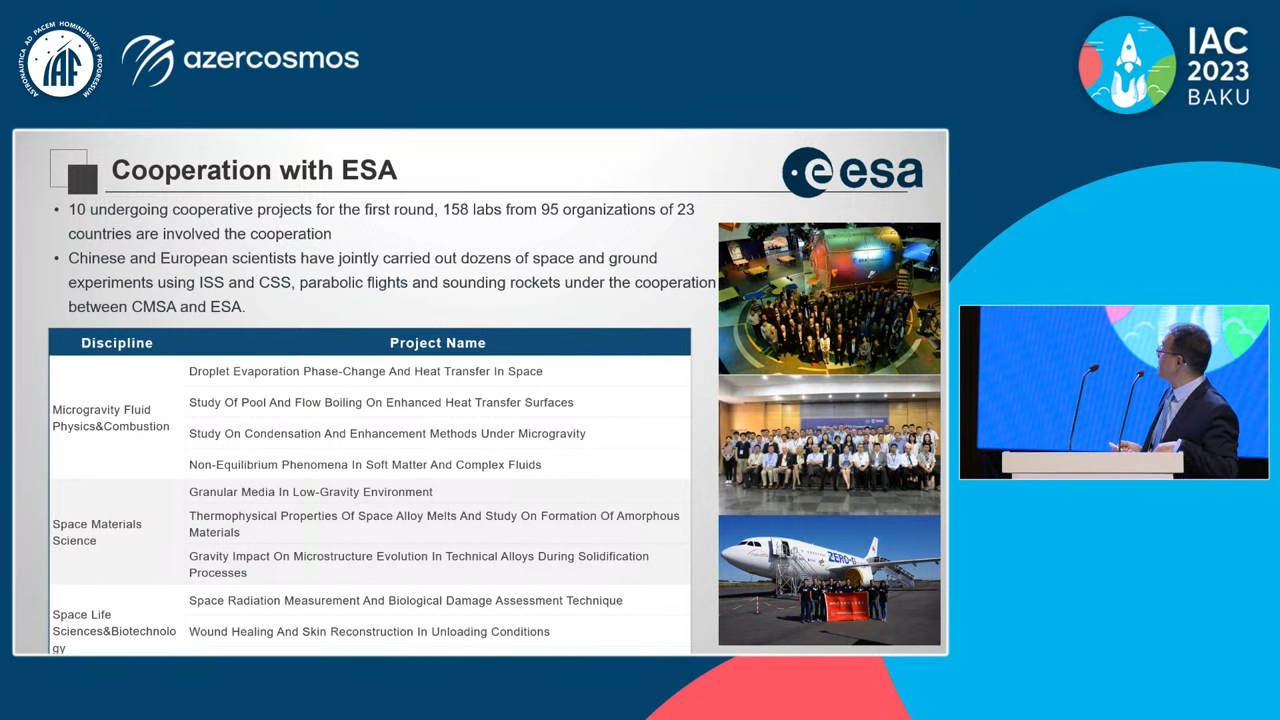 ASTRONAUTICA AD PACEM HOMINUMQUE PROGRESSUM
IAF
azercosmos
IAC
2023
BAKU
Cooperation with ESA
esa
• 10 undergoing cooperative projects for the first round, 158 labs from 95 organizations of 23
countries are involved the cooperation
• Chinese and European scientists have jointly carried out dozens of space and ground
experiments using ISS and CSS, parabolic flights and sounding rockets under the cooperation
between CMSA and ESA.
Discipline
Project Name
Microgravity Fluid
Physics&Combustion
Droplet Evaporation Phase-Change And Heat Transfer In Space
Study Of Pool And Flow Boiling On Enhanced Heat Transfer Surfaces
Study On Condensation And Enhancement Methods Under Microgravity
Non-Equilibrium Phenomena In Soft Matter And Complex Fluids
Space Materials
Science
Granular Media In Low-Gravity Environment
Thermophysical Properties Of Space Alloy Melts And Study On Formation Of Amorphous
Materials
Gravity Impact On Microstructure Evolution In Technical Alloys During Solidification
Processes
Space Life
Sciences&Biotechnolo
gy
Space Radiation Measurement And Biological Damage Assessment Technique
Wound Healing And Skin Reconstruction In Unloading Conditions
ZERO-G